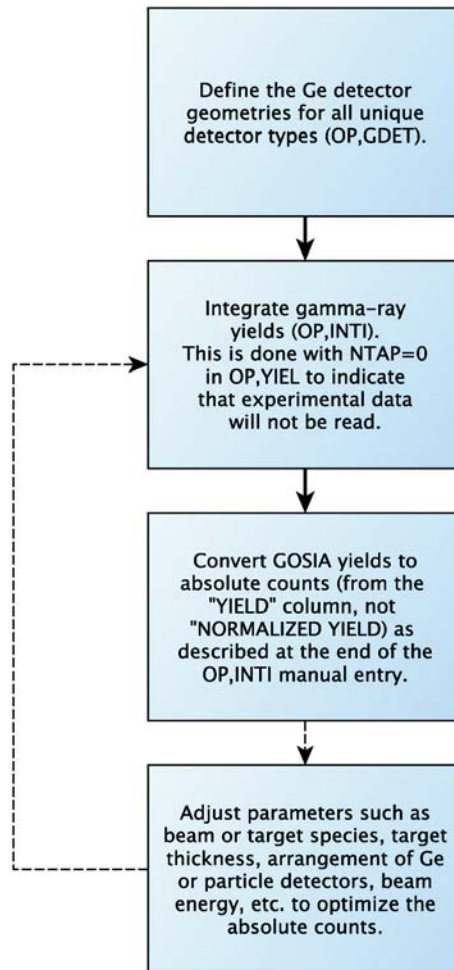 Define the Ge detector
geometries for all unique
detector types (OP,GDET).
Integrate gamma-ray
yields (OP,INTI).
This is done with NTAP=0
in OP,YIEL to indicate
that experimental data
will not be read.
Convert GOSIA yields to
absolute counts (from the
"YIELD" column, not
"NORMALIZED YIELD) as
described at the end of the
OP,INTI manual entry.
Adjust parameters such as
beam or target species, target
thickness, arrangement of Ge
or particle detectors, beam
energy, etc. to optimize the
absolute counts.